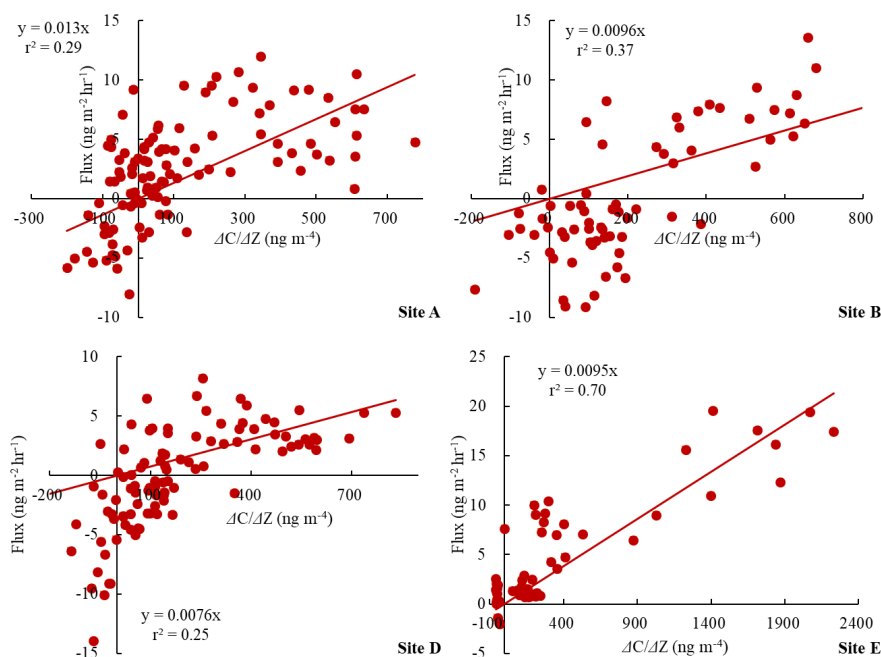 y = 0.013x
r² = 0.29
Flux (ng m⁻² hr⁻¹)
15
10
5
0
-5
-10
-300
-100
100
300
500
700
ΔC/ΔZ (ng m⁻⁴)
Site A
y = 0.0096x
r² = 0.37
Flux (ng m⁻² hr⁻¹)
15
10
5
0
-5
-10
-200
0
200
400
600
800
ΔC/ΔZ (ng m⁻⁴)
Site B
y = 0.0076x
r² = 0.25
Flux (ng m⁻² hr⁻¹)
10
5
0
-5
-10
-15
-200
100
400
700
ΔC/ΔZ (ng m⁻⁴)
Site D
y = 0.0095x
r² = 0.70
Flux (ng m⁻² hr⁻¹)
25
20
15
10
5
0
-5
-100
400
900
1400
1900
2400
ΔC/ΔZ (ng m⁻⁴)
Site E